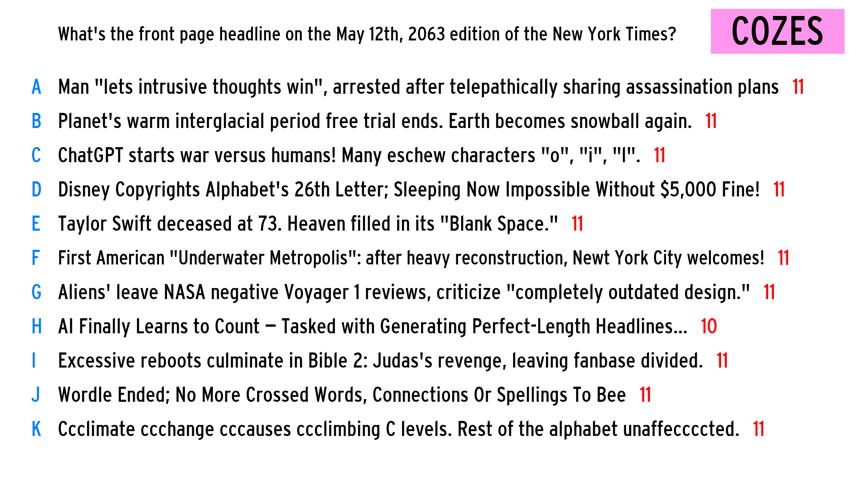 What's the front page headline on the May 12th, 2063 edition of the New York Times?
COZES
A Man "lets intrusive thoughts win", arrested after telepathically sharing assassination plans 11
B Planet's warm interglacial period free trial ends. Earth becomes snowball again. 11
C ChatGPT starts war versus humans! Many eschew characters "o", "i", "l". 11
D Disney Copyrights Alphabet's 26th Letter; Sleeping Now Impossible Without $5,000 Fine! 11
E Taylor Swift deceased at 73. Heaven filled in its "Blank Space." 11
F First American "Underwater Metropolis": after heavy reconstruction, Newt York City welcomes! 11
G Aliens' leave NASA negative Voyager 1 reviews, criticize "completely outdated design." 11
H AI Finally Learns to Count – Tasked with Generating Perfect-Length Headlines... 10
I Excessive reboots culminate in Bible 2: Judas's revenge, leaving fanbase divided. 11
J Wordle Ended; No More Crossed Words, Connections Or Spellings To Bee 11
K Ccclimate ccchange cccauses ccclimbing C levels. Rest of the alphabet unaffecccccted. 11